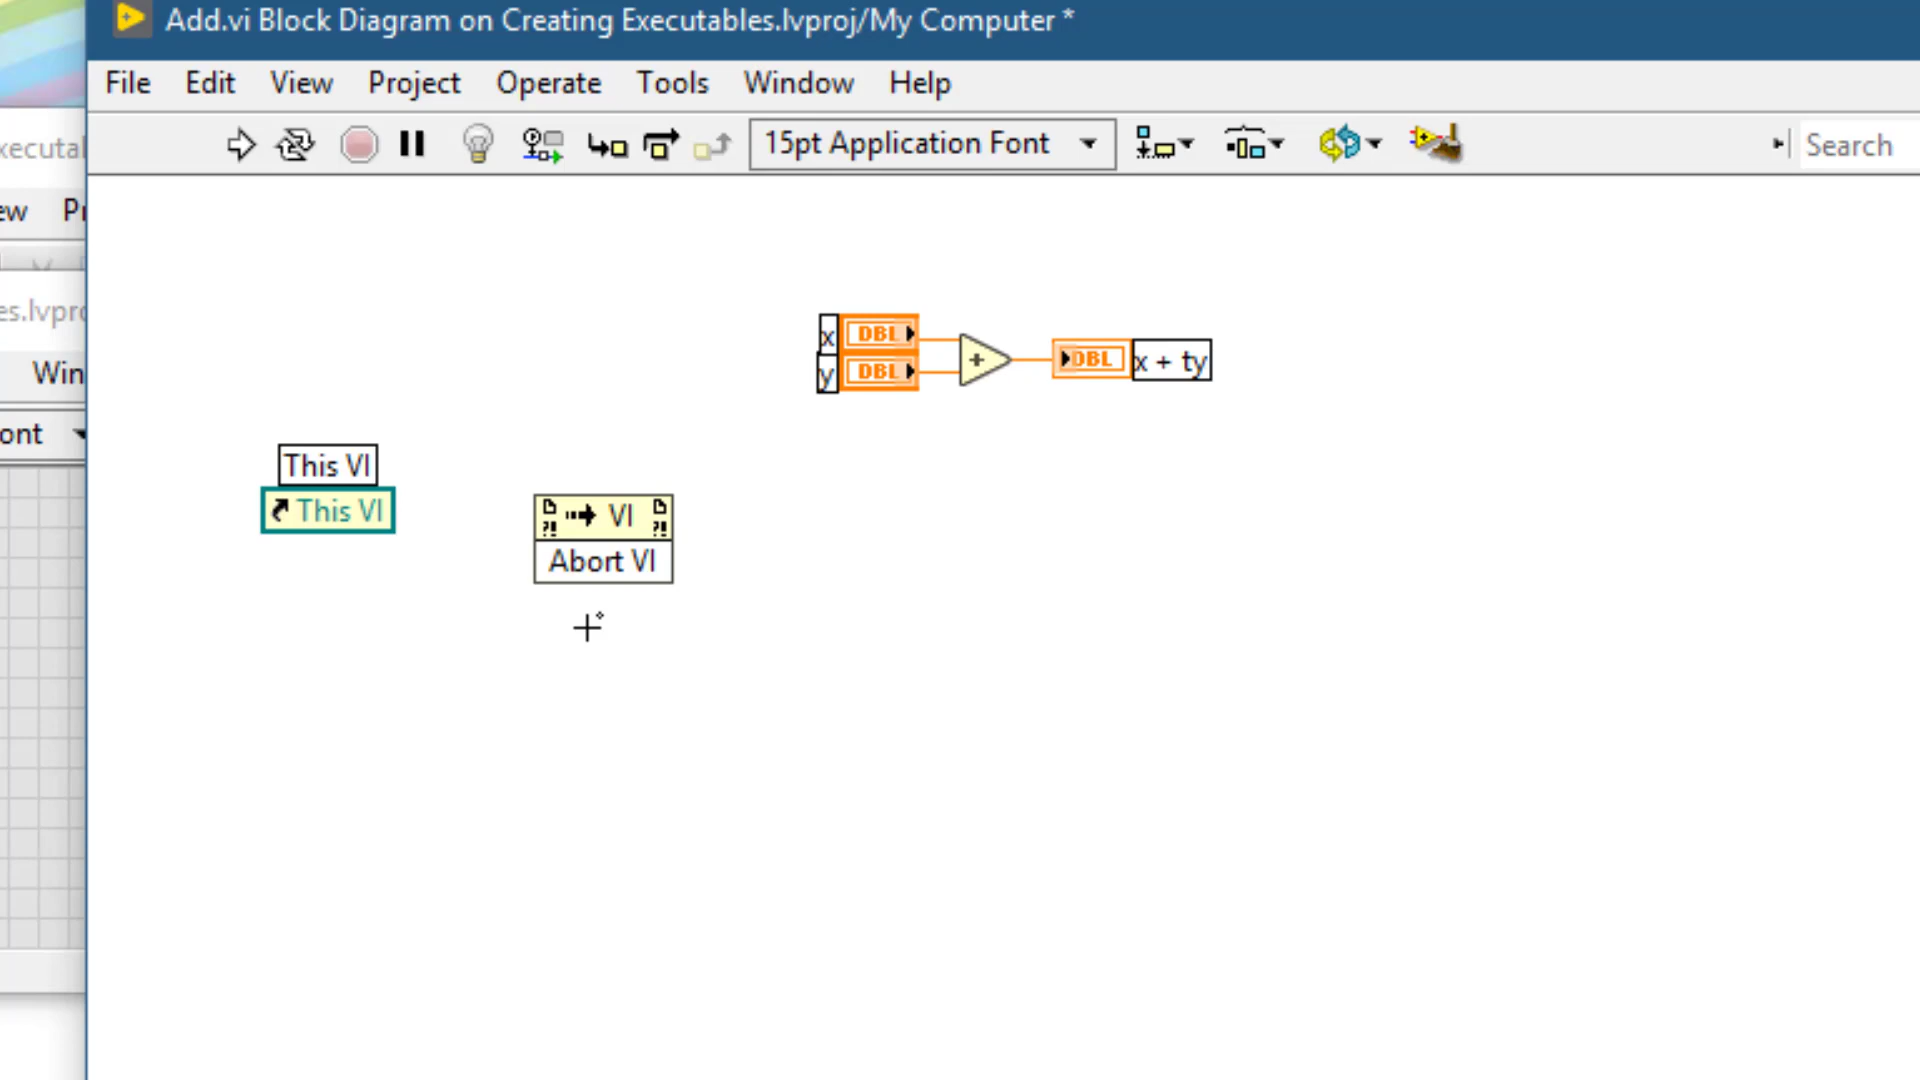 Add.vi Block Diagram on Creating Executables.lvproj/My Computer *
File Edit View Project Operate Tools Window Help
15pt Application Font
Search
xecutal
ew Pr
es.lvpro
Win
ont
x DBL
y DBL
+
DBL x + ty
This VI
This VI
VI
?! ?!
Abort VI